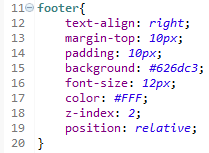 11 footer{
12 text-align: right;
13 margin-top: 10px;
14 padding: 10px;
15 background: #626dc3;
16 font-size: 12px;
17 color: #FFF;
18 z-index: 2;
19 position: relative;
20 }